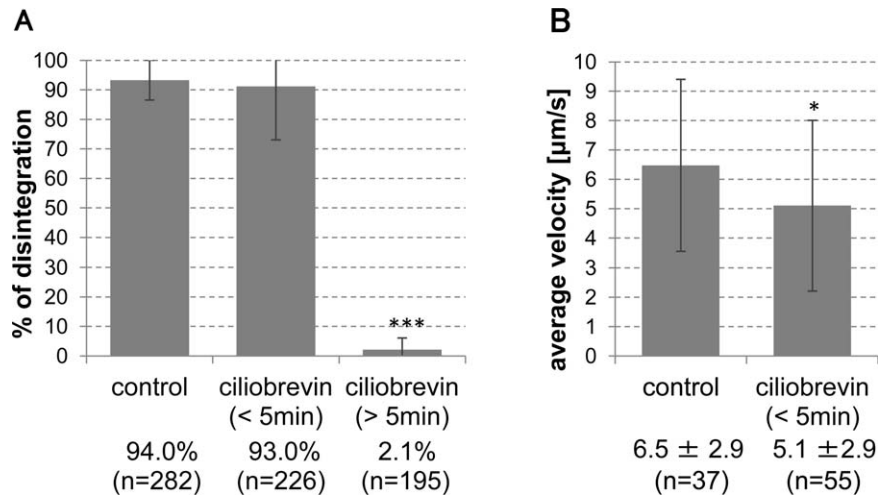 A
% of disintegration
100
90
80
70
60
50
40
30
20
10
0
***
control
ciliobrevin
(< 5min)
ciliobrevin
(> 5min)
94.0%
(n=282)
93.0%
(n=226)
2.1%
(n=195)
B
average velocity [µm/s]
10
9
8
7
6
5
4
3
2
1
0
*
control
ciliobrevin
(< 5min)
6.5 ± 2.9
(n=37)
5.1 ±2.9
(n=55)